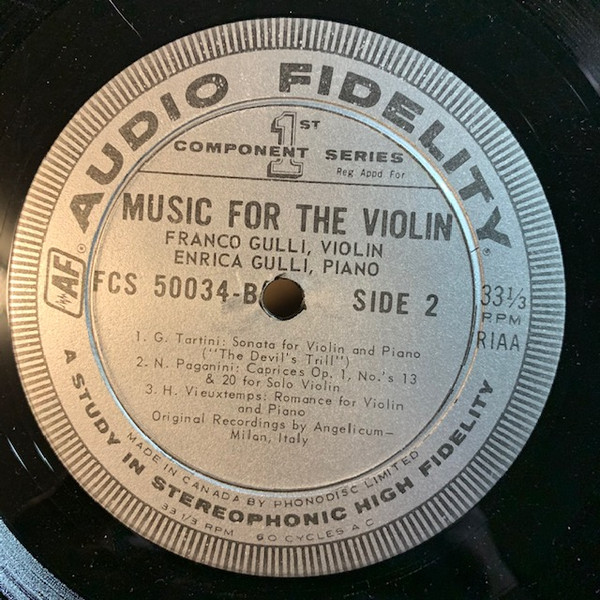 AUDIO FIDELITY®
1ST
COMPONENT SERIES
Reg Appd For
MUSIC FOR THE VIOLIN
FRANCO GULLI, VIOLIN
ENRICA GULLI, PIANO
AF
FCS 50034-B
SIDE 2
33⅓
RPM
RIAA
1. G. Tartini: Sonata for Violin and Piano
("The Devil's Trill")
2. N. Paganini: Caprices Op. 1, No.'s 13
& 20 for Solo Violin
3. H. Vieuxtemps: Romance for Violin
and Piano
Original Recordings by Angelicum—
Milan, Italy
MADE IN CANADA BY PHONODISC LIMITED
A STUDY IN STEREOPHONIC HIGH FIDELITY
33 1/3 RPM 60 CYCLES A C